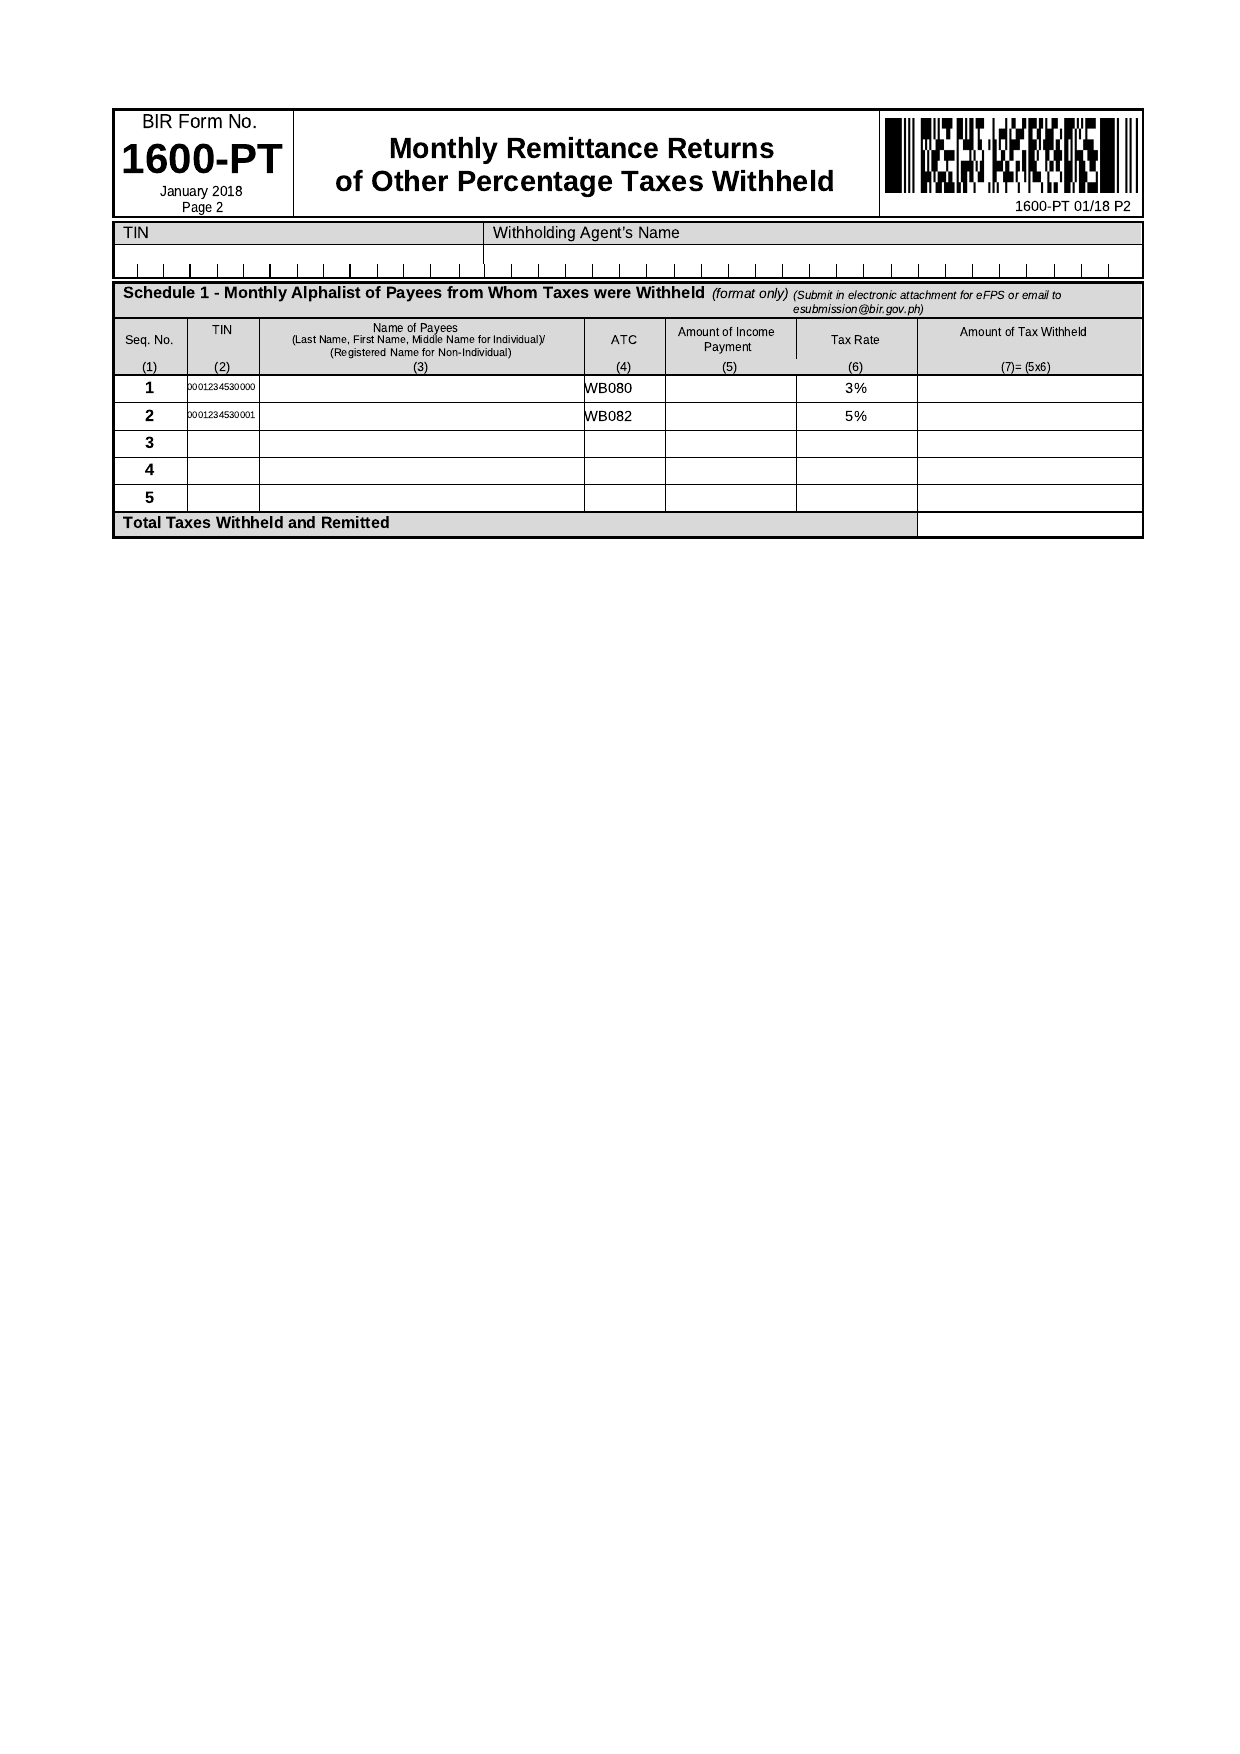 BIR Form No.
1600-PT
January 2018
Page 2
Monthly Remittance Returns
of Other Percentage Taxes Withheld
1600-PT 01/18 P2
TIN Withholding Agent's Name
Schedule 1 - Monthly Alphalist of Payees from Whom Taxes were Withheld (format only) (Submit in electronic attachment for eFPS or email to
esubmission@bir.gov.ph)
Seq. No.
(1)
TIN
(2)
Name of Payees
(Last Name, First Name, Middle Name for Individual)/
(Registered Name for Non-Individual)
(3)
ATC
(4)
Amount of Income
Payment
(5)
Tax Rate
(6)
Amount of Tax Withheld
(7)= (5x6)
1 0001234530000 WB080 3%
2 0001234530001 WB082 5%
3
4
5
Total Taxes Withheld and Remitted